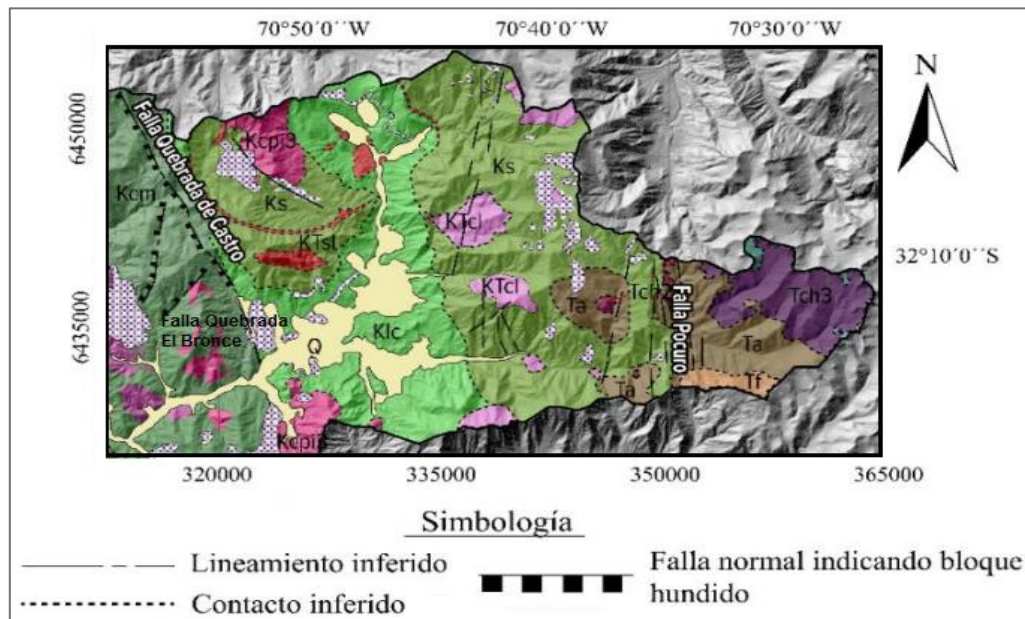 70°50´0´´W
70°40´0´´W
70°30´0´´W
N
6450000
Falla Quebrada de Castro
Kcpi3
Ks
Ks
Kcm
KTcl
KTsl
32°10´0´´S
6435000
KTcl
Ta
Tch2
Falla Pocuro
Tch3
Falla Quebrada
El Bronce
Klc
Q
Ta
Ta
Tf
320000
335000
350000
365000
Simbología
Lineamiento inferido
Contacto inferido
Falla normal indicando bloque
hundido